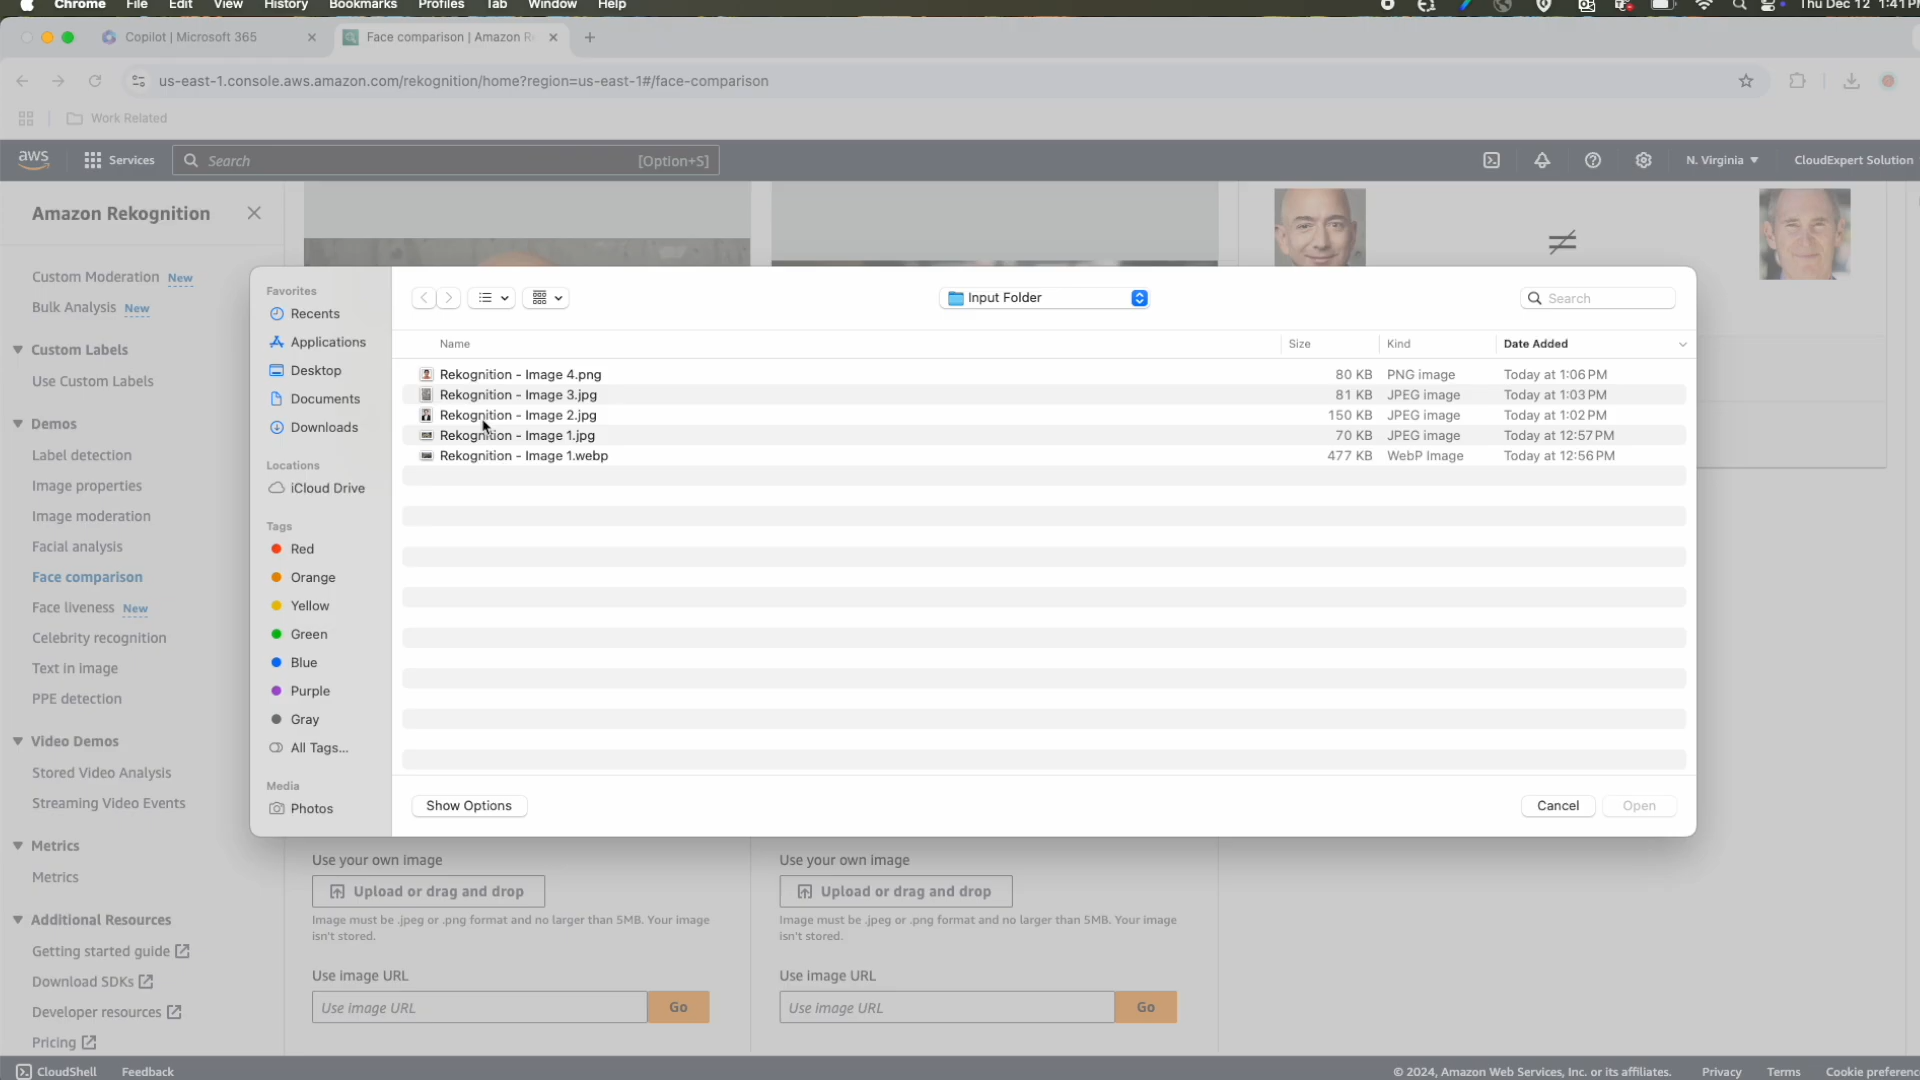 Chrome File Edit View History Bookmarks Profiles Tab Window Help Thu Dec 12 1:41PM
Copilot | Microsoft 365 Face comparison | Amazon R
us-east-1.console.aws.amazon.com/rekognition/home?region=us-east-1#/face-comparison
Work Related
aws Services Search [Option+S] N. Virginia CloudExpert Solution
Amazon Rekognition
Custom Moderation New
Bulk Analysis New
Custom Labels
Use Custom Labels
Demos
Label detection
Image properties
Image moderation
Facial analysis
Face comparison
Face liveness New
Celebrity recognition
Text in image
PPE detection
Video Demos
Stored Video Analysis
Streaming Video Events
Metrics
Metrics
Additional Resources
Getting started guide
Download SDKs
Developer resources
Pricing
≠
Favorites
Recents
Applications
Desktop
Documents
Downloads
Locations
iCloud Drive
Tags
Red
Orange
Yellow
Green
Blue
Purple
Gray
All Tags...
Media
Photos
Input Folder Search
Name Size Kind Date Added
Rekognition - Image 4.png 80 KB PNG image Today at 1:06 PM
Rekognition - Image 3.jpg 81 KB JPEG image Today at 1:03 PM
Rekognition - Image 2.jpg 150 KB JPEG image Today at 1:02 PM
Rekognition - Image 1.jpg 70 KB JPEG image Today at 12:57 PM
Rekognition - Image 1.webp 477 KB WebP Image Today at 12:56 PM
Show Options Cancel Open
Use your own image
Upload or drag and drop
Image must be .jpeg or .png format and no larger than 5MB. Your image
isn't stored.
Use image URL
Use image URL Go
Use your own image
Upload or drag and drop
Image must be .jpeg or .png format and no larger than 5MB. Your image
isn't stored.
Use image URL
Use image URL Go
CloudShell Feedback © 2024, Amazon Web Services, Inc. or its affiliates. Privacy Terms Cookie preferenc